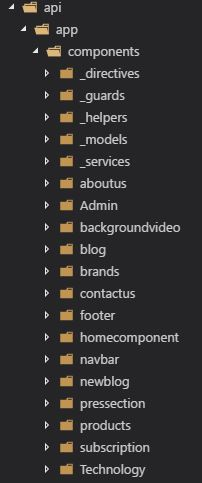 api
app
components
_directives
_guards
_helpers
_models
_services
aboutus
Admin
backgroundvideo
blog
brands
contactus
footer
homecomponent
navbar
newblog
pressection
products
subscription
Technology